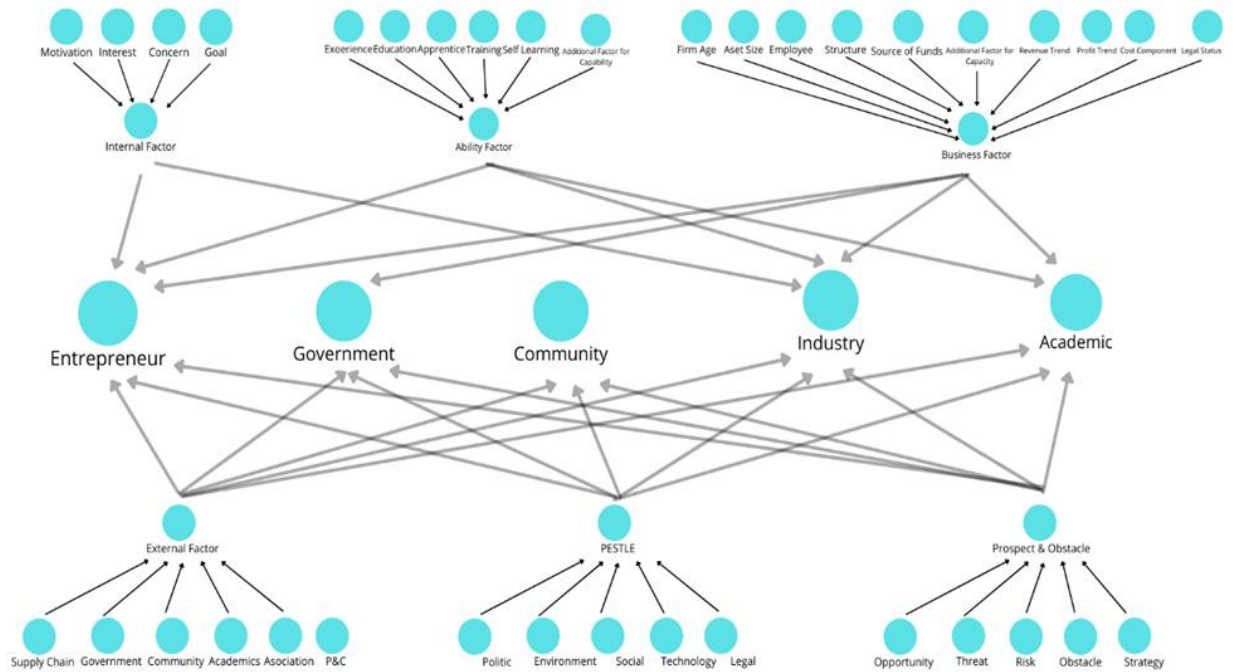 Motivation Interest Concern Goal
Exoerience Education Apprentice Training Self Learning Additional Factor for
Capability
Firm Age Aset Size Employee Structure Source of Funds Additional Factor for
Capacity
Revenue Trend Profit Trend Cost Component Legal Status
Internal Factor
Ability Factor
Business Factor
Entrepreneur
Government
Community
Industry
Academic
External Factor
PESTLE
Prospect & Obstacle
Supply Chain Government Community Academics Asociation P&C
Politic Environment Social Technology Legal
Opportunity Threat Risk Obstacle Strategy